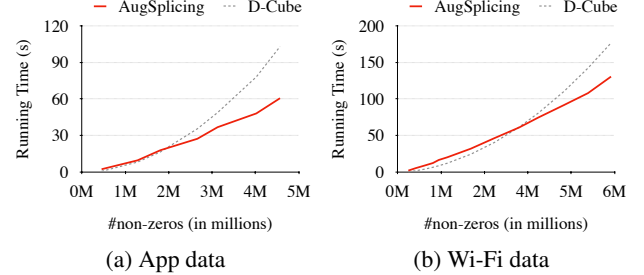 AugSplicing D-Cube
Running Time (s)
120
90
60
30
0
0M 1M 2M 3M 4M 5M
#non-zeros (in millions)
(a) App data
AugSplicing D-Cube
Running Time (s)
200
150
100
50
0
0M 1M 2M 4M 5M 6M
#non-zeros (in millions)
(b) Wi-Fi data